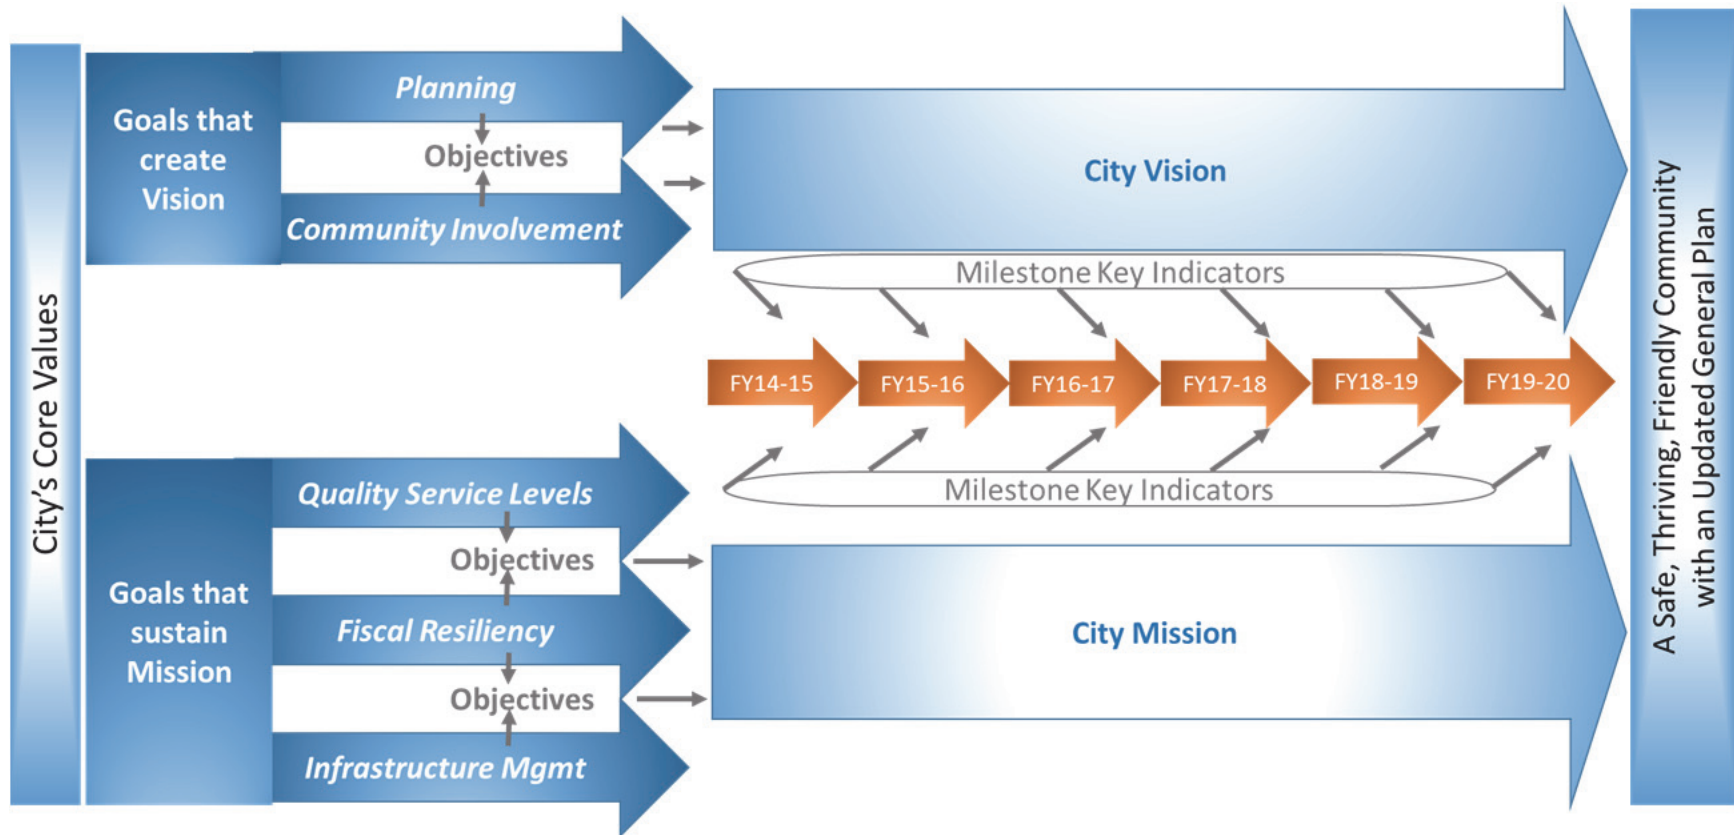 City's Core Values
Goals that
create
Vision
Planning
Objectives
Community Involvement
City Vision
Milestone Key Indicators
FY14-15
FY15-16
FY16-17
FY17-18
FY18-19
FY19-20
Milestone Key Indicators
Goals that
sustain
Mission
Quality Service Levels
Objectives
Fiscal Resiliency
Objectives
Infrastructure Mgmt
City Mission
A Safe, Thriving, Friendly Community
with an Updated General Plan